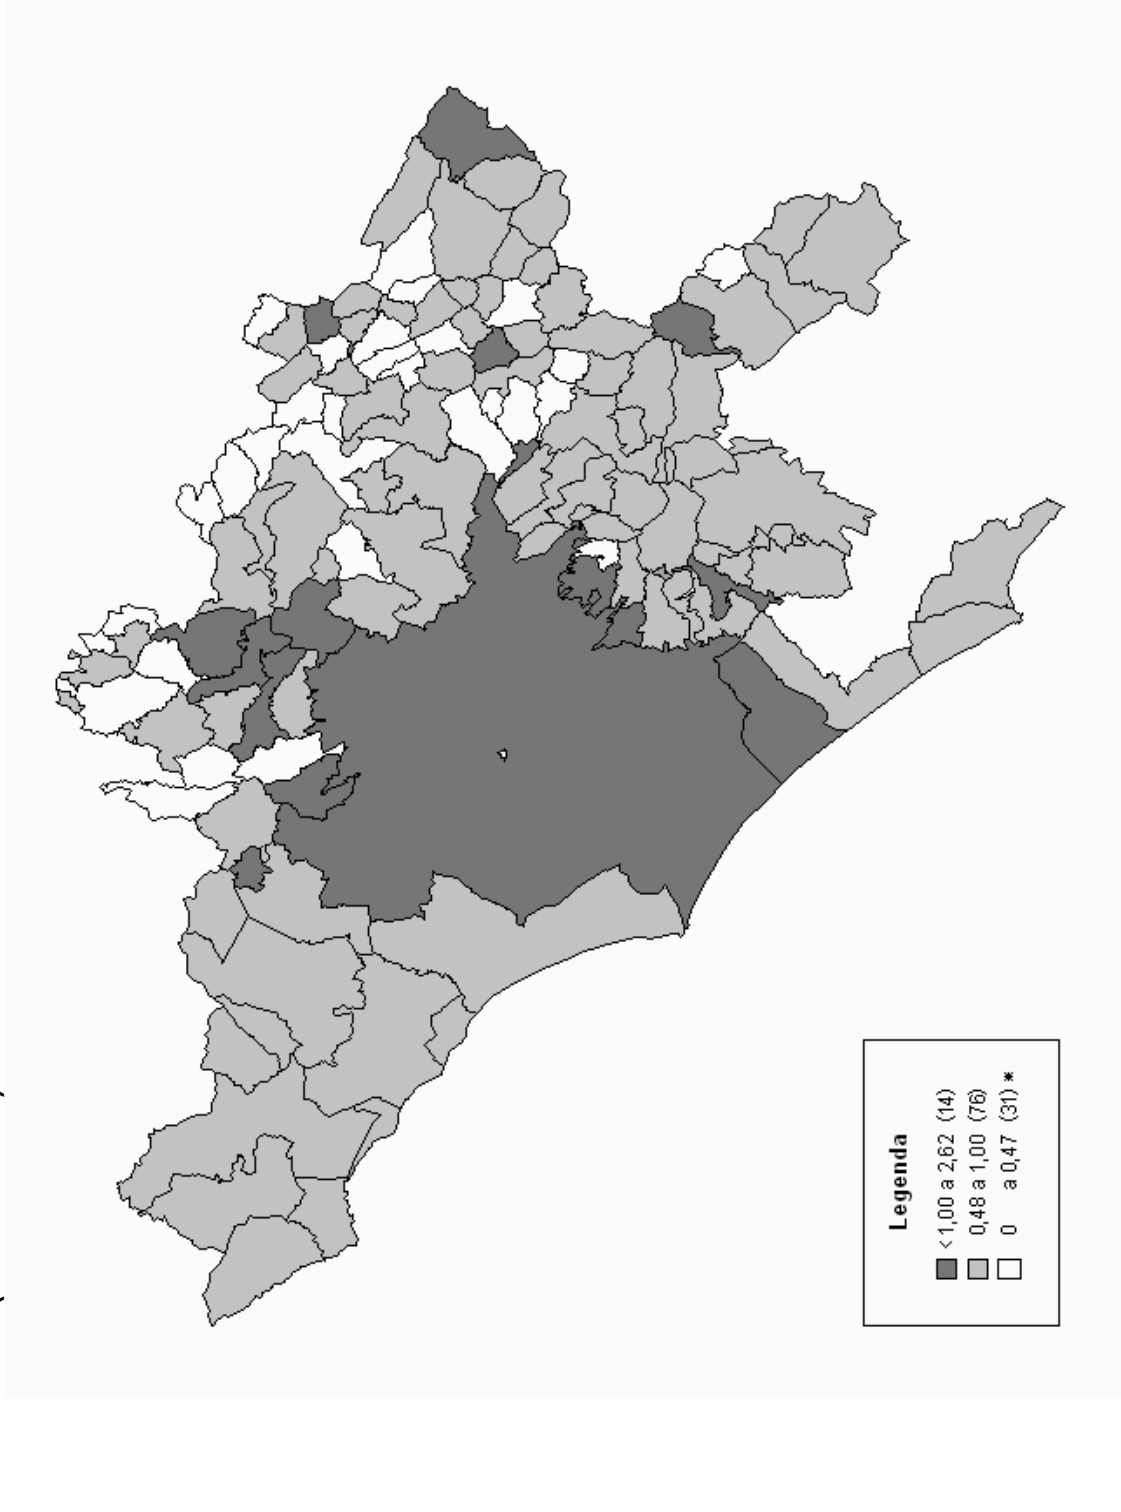 Legenda
< 1,00 a 2,62 (14)
0,48 a 1,00 (76)
0 a 0,47 (31) *